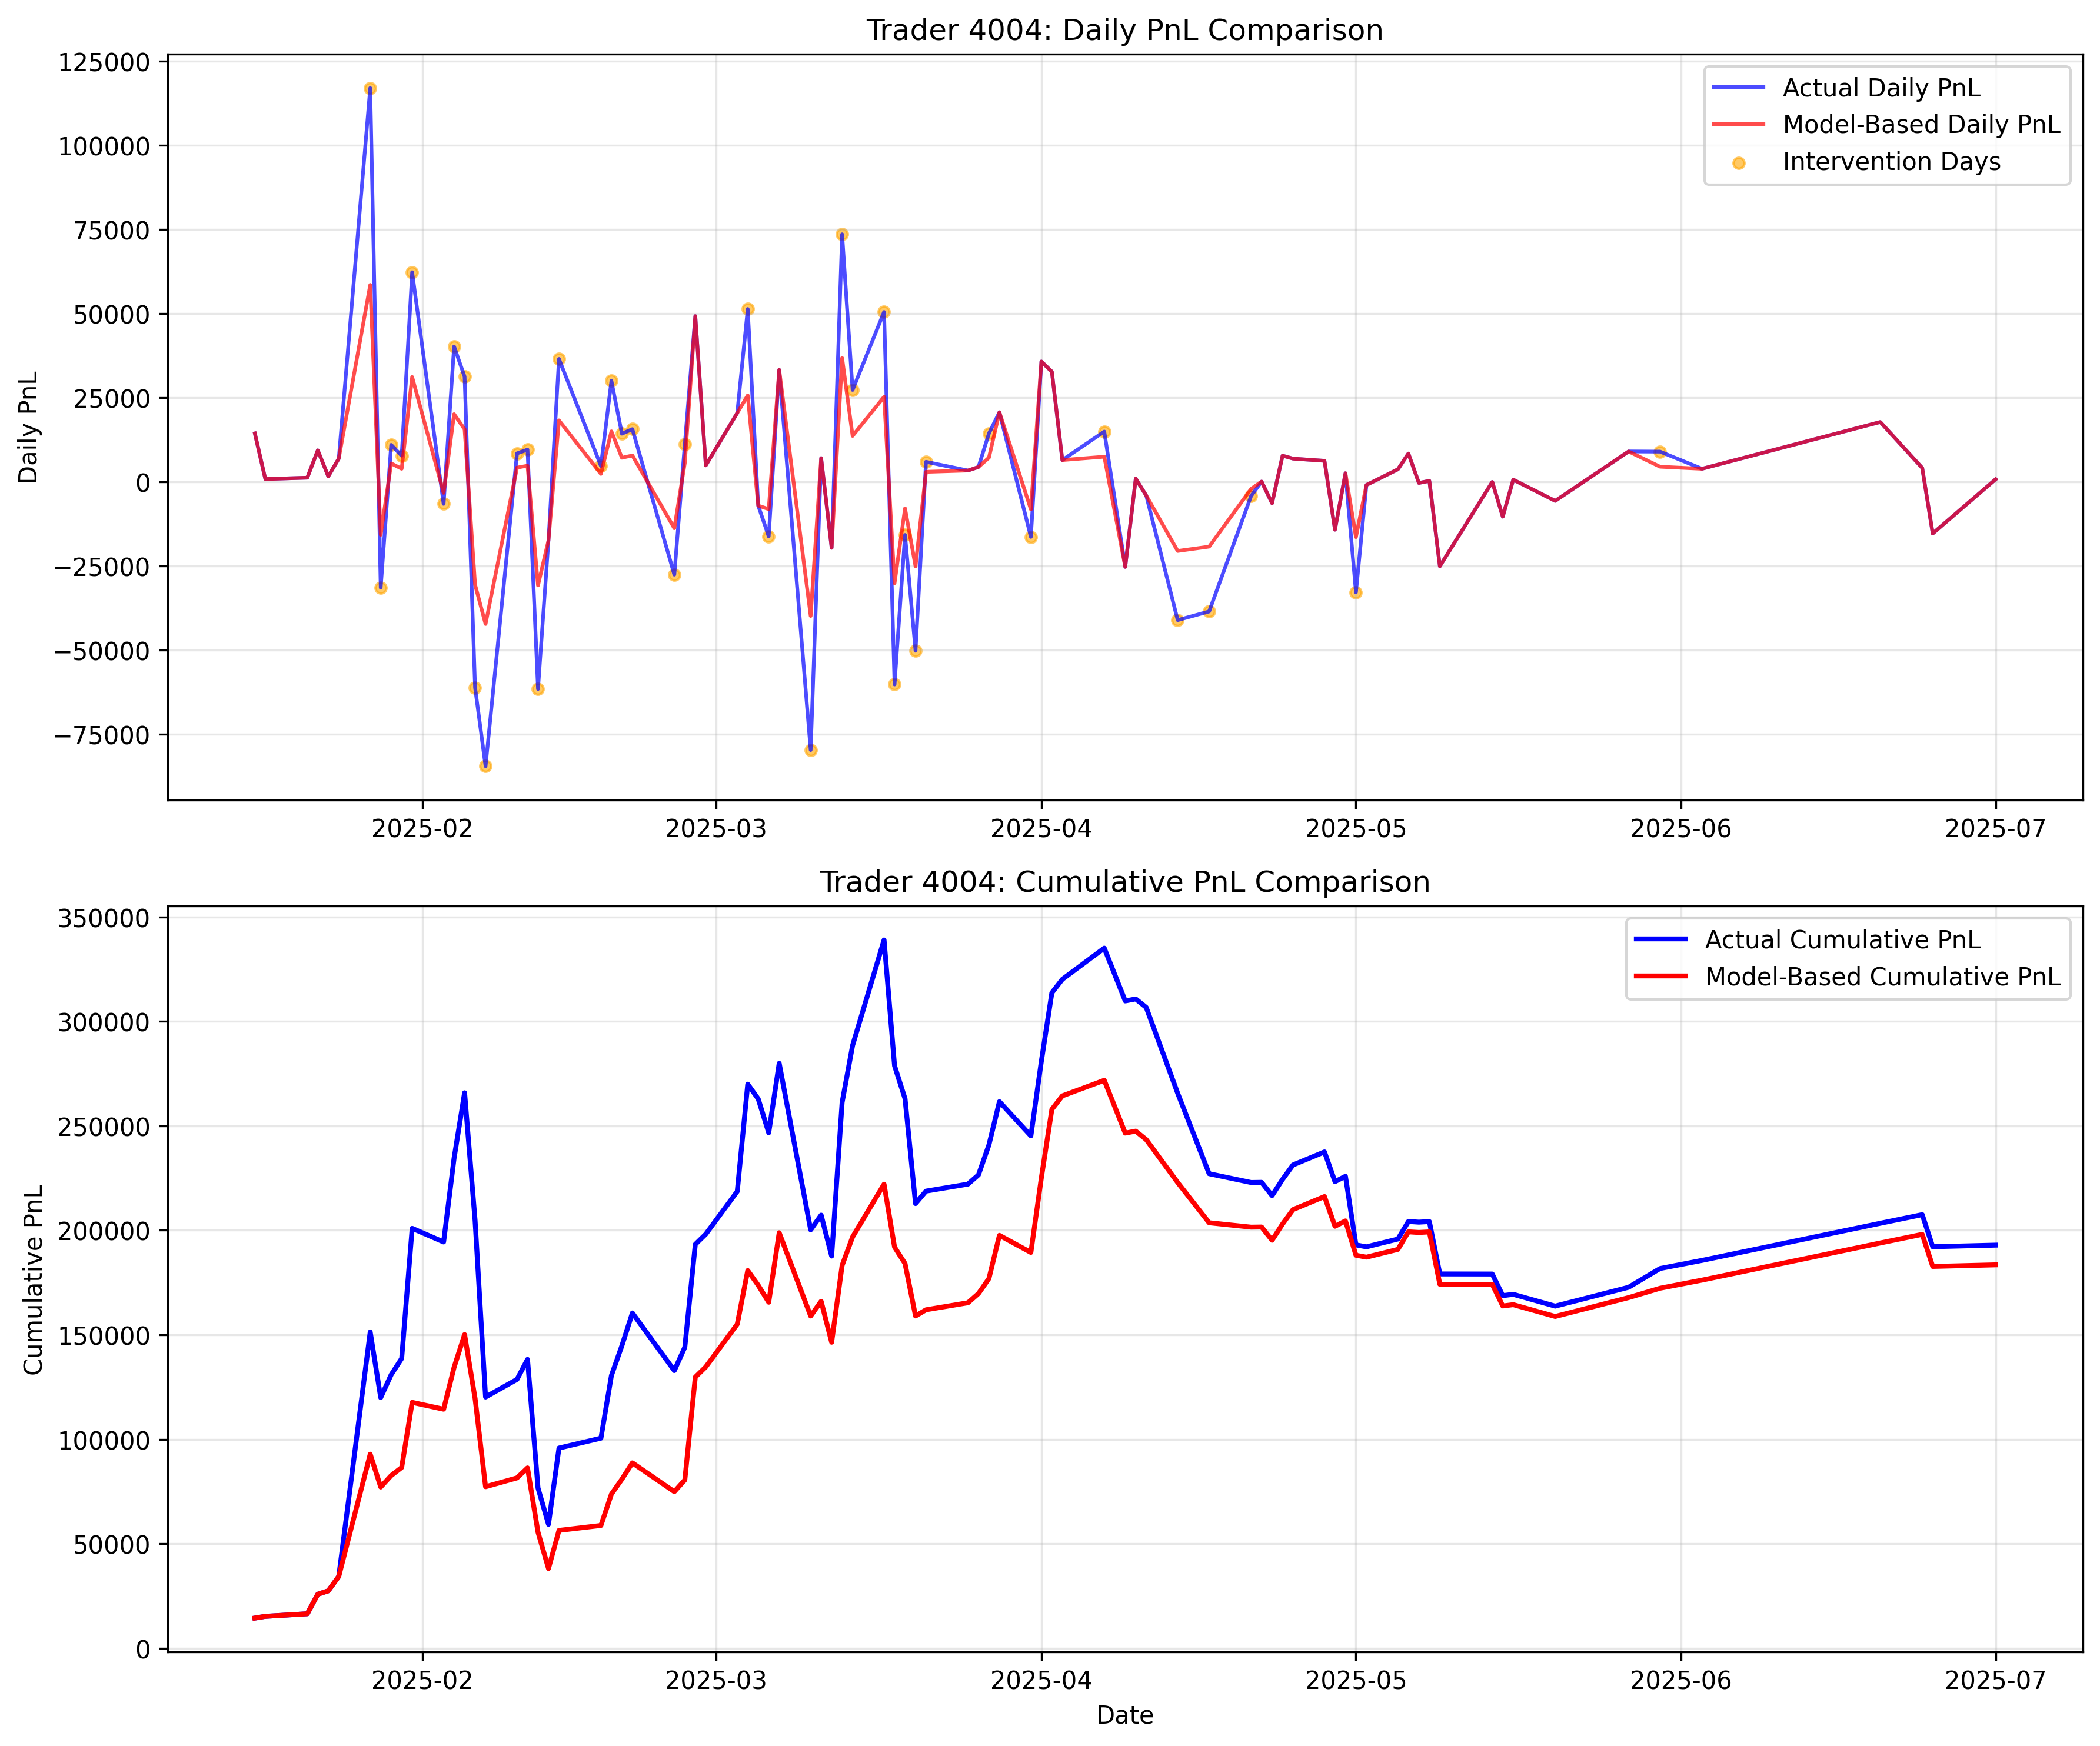 Trader 4004: Daily PnL Comparison
125000
100000
75000
50000
25000
0
−25000
−50000
−75000
Daily PnL
Actual Daily PnL
Model-Based Daily PnL
Intervention Days
2025-02 2025-03 2025-04 2025-05 2025-06 2025-07
Trader 4004: Cumulative PnL Comparison
350000
300000
250000
200000
150000
100000
50000
0
Cumulative PnL
Actual Cumulative PnL
Model-Based Cumulative PnL
2025-02 2025-03 2025-04 2025-05 2025-06 2025-07
Date